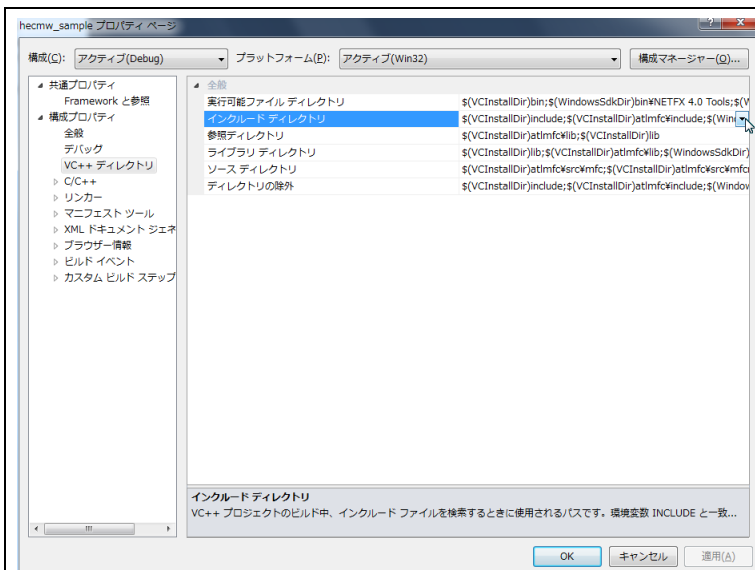 hecmw_sample プロパティ ページ
構成(C): アクティブ(Debug) プラットフォーム(P): アクティブ(Win32) 構成マネージャー(O)...
共通プロパティ
Framework と参照
構成プロパティ
全般
デバッグ
VC++ ディレクトリ
C/C++
リンカー
マニフェスト ツール
XML ドキュメント ジェネ
ブラウザー情報
ビルド イベント
カスタム ビルド ステップ
全般
実行可能ファイル ディレクトリ $(VCInstallDir)bin;$(WindowsSdkDir)bin¥NETFX 4.0 Tools;$(V
インクルード ディレクトリ $(VCInstallDir)include;$(VCInstallDir)atlmfc¥include;$(Wind
参照ディレクトリ $(VCInstallDir)atlmfc¥lib;$(VCInstallDir)lib
ライブラリ ディレクトリ $(VCInstallDir)lib;$(VCInstallDir)atlmfc¥lib;$(WindowsSdkDir)
ソース ディレクトリ $(VCInstallDir)atlmfc¥src¥mfc;$(VCInstallDir)atlmfc¥src¥mfc
ディレクトリの除外 $(VCInstallDir)include;$(VCInstallDir)atlmfc¥include;$(Window
インクルード ディレクトリ
VC++ プロジェクトのビルド中、インクルード ファイルを検索するときに使用されるパスです。環境変数 INCLUDE と一致...
OK キャンセル 適用(A)